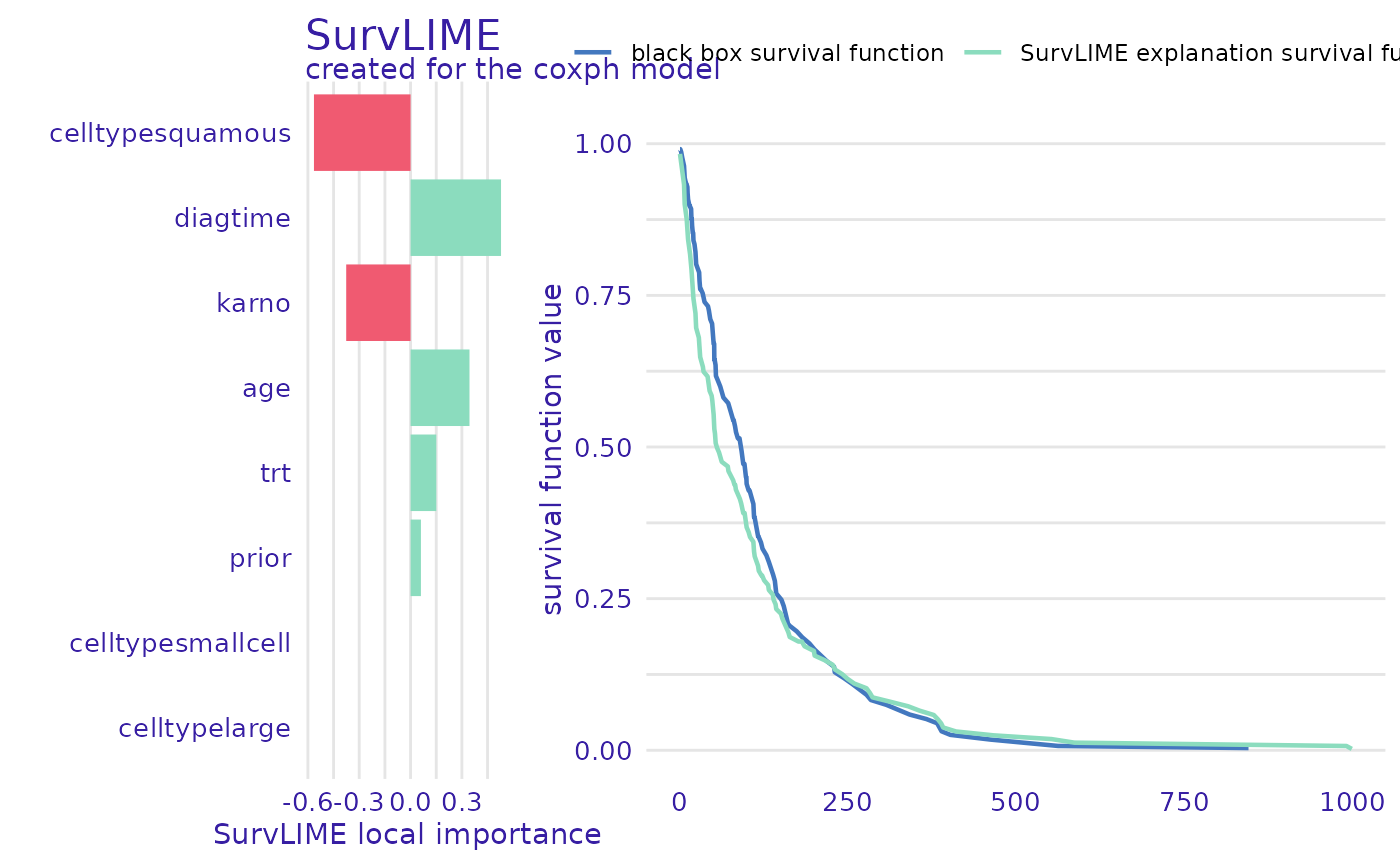 SurvLIME
created for the coxph model
black box survival function
SurvLIME explanation survival fu
celltypesquamous
diagtime
karno
age
trt
prior
celltypesmallcell
celltypelarge
-0.6 -0.3 0.0 0.3
SurvLIME local importance
survival function value
1.00
0.75
0.50
0.25
0.00
0 250 500 750 1000